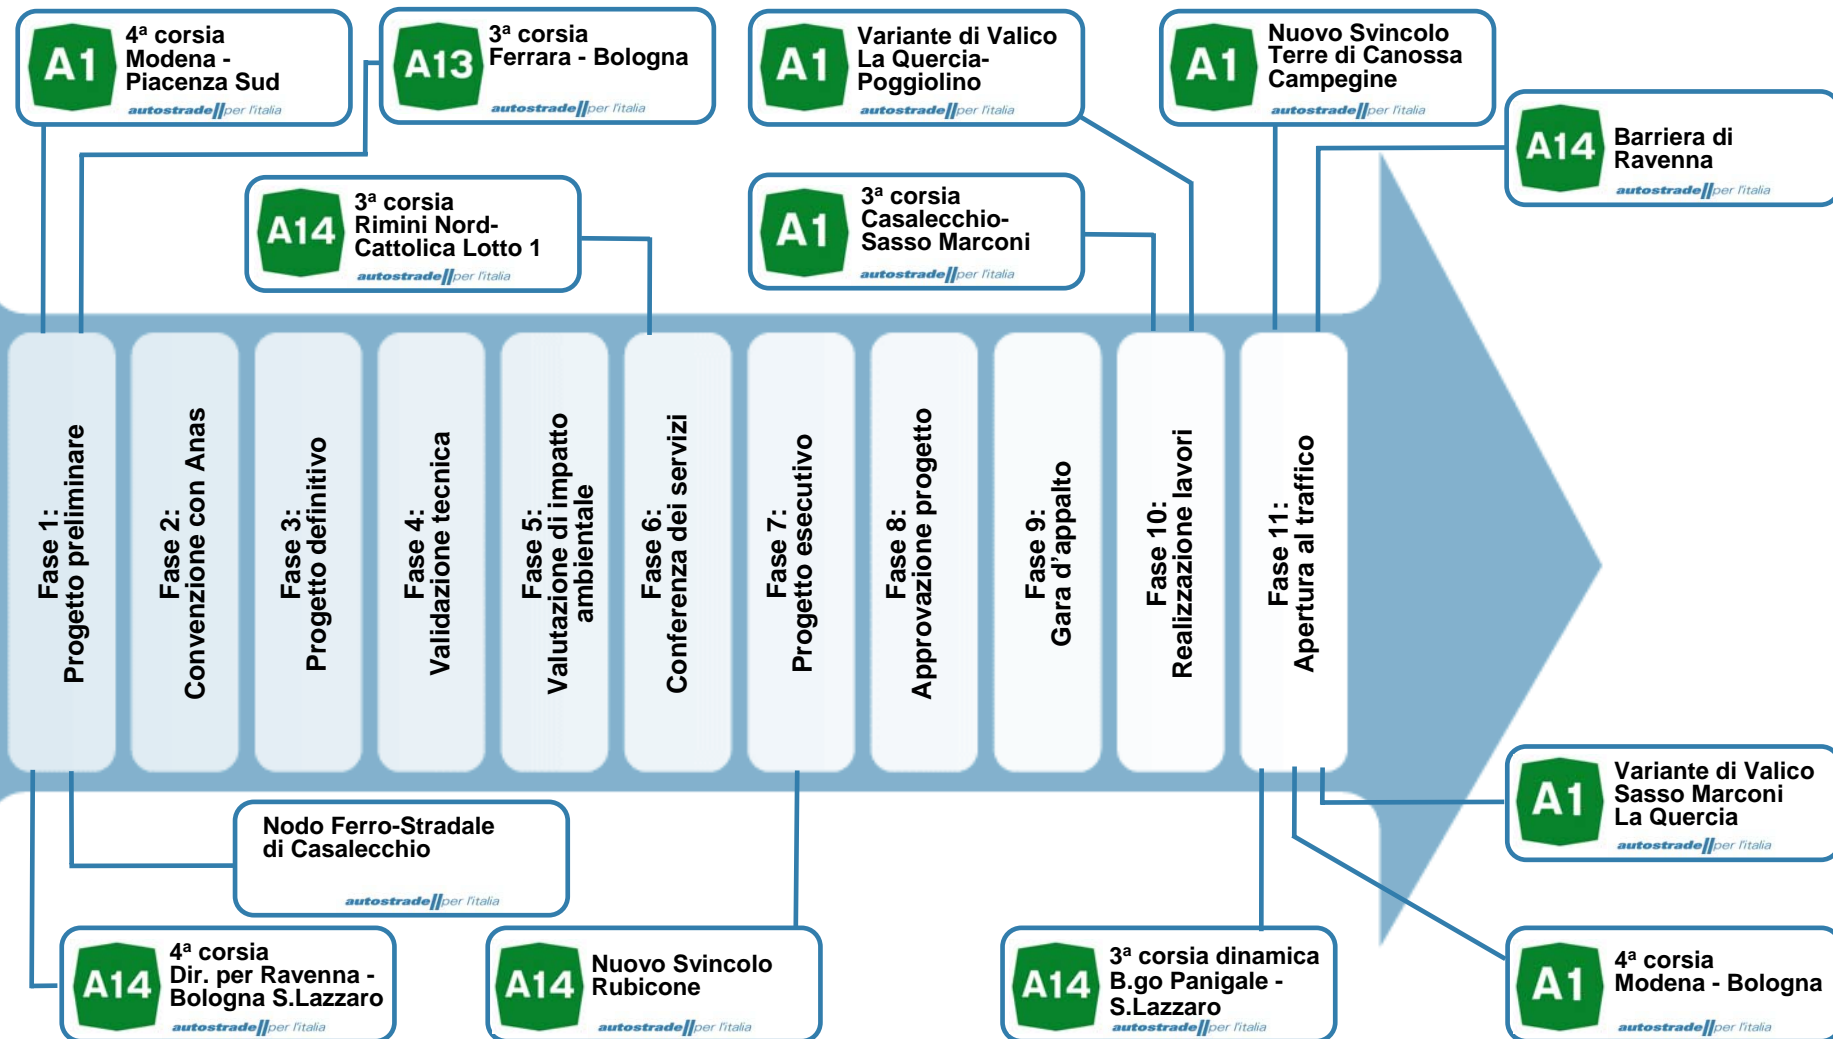 A1
4ª corsia
Modena -
Piacenza Sud
autostrade//per l'italia
A13
3ª corsia
Ferrara - Bologna
autostrade//per l'italia
A1
Variante di Valico
La Quercia-
Poggiolino
autostrade//per l'italia
A1
Nuovo Svincolo
Terre di Canossa
Campegine
autostrade//per l'italia
A14
Barriera di
Ravenna
autostrade//per l'italia
A14
3ª corsia
Rimini Nord-
Cattolica Lotto 1
autostrade//per l'italia
A1
3ª corsia
Casalecchio-
Sasso Marconi
autostrade//per l'italia
Fase 1:
Progetto preliminare
Fase 2:
Convenzione con Anas
Fase 3:
Progetto definitivo
Fase 4:
Validazione tecnica
Fase 5:
Valutazione di impatto
ambientale
Fase 6:
Conferenza dei servizi
Fase 7:
Progetto esecutivo
Fase 8:
Approvazione progetto
Fase 9:
Gara d'appalto
Fase 10:
Realizzazione lavori
Fase 11:
Apertura al traffico
A1
Variante di Valico
Sasso Marconi
La Quercia
autostrade//per l'italia
Nodo Ferro-Stradale
di Casalecchio
autostrade//per l'italia
A14
4ª corsia
Dir. per Ravenna -
Bologna S.Lazzaro
autostrade//per l'italia
A14
Nuovo Svincolo
Rubicone
autostrade//per l'italia
A14
3ª corsia dinamica
B.go Panigale -
S.Lazzaro
autostrade//per l'italia
A1
4ª corsia
Modena - Bologna
autostrade//per l'italia